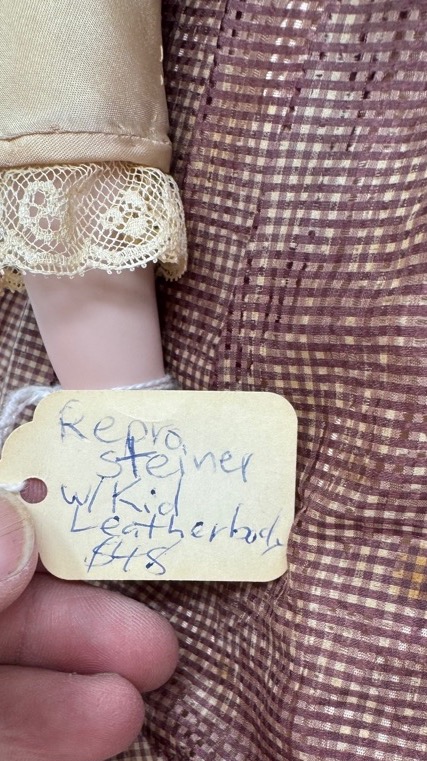 Repro
steiner
w/Kid
Leatherbody
$48